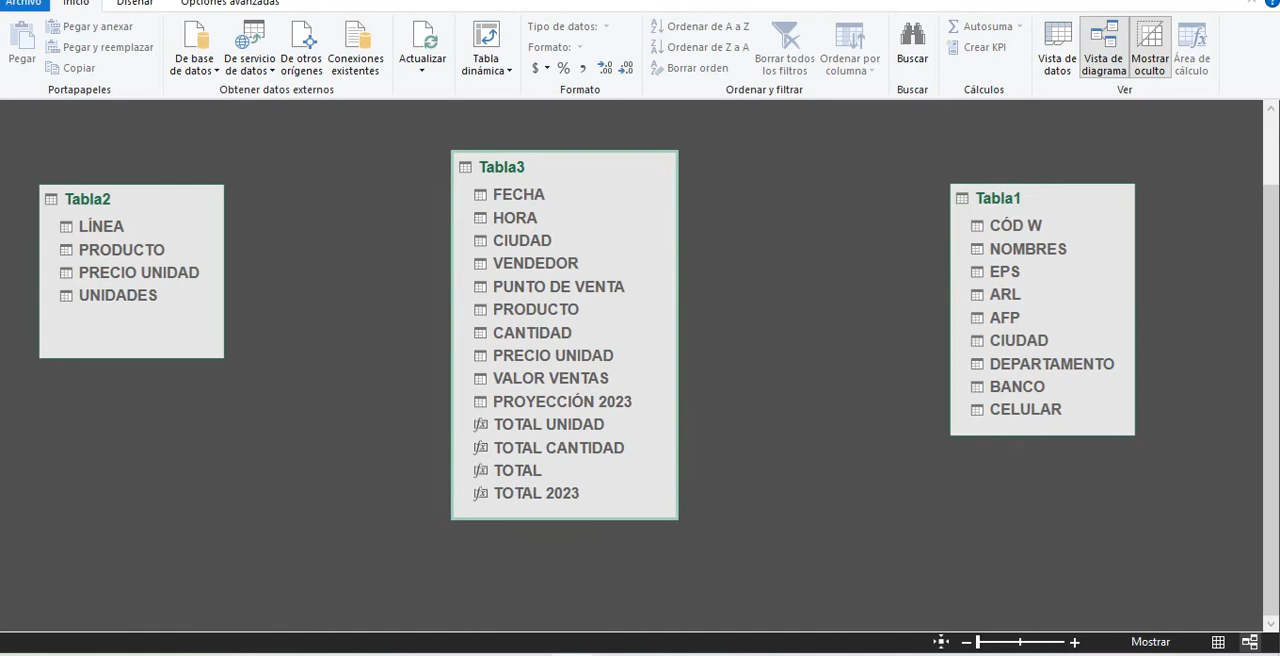 Archivo Inicio Diseñar Opciones avanzadas
Pegar
Pegar y anexar
Pegar y reemplazar
Copiar
Portapapeles
De base
de datos
De servicio
de datos
De otros
orígenes
Conexiones
existentes
Obtener datos externos
Actualizar
Tabla
dinámica
Tipo de datos:
Formato:
$ % , ,00 ,00
Formato
Ordenar de A a Z
Ordenar de Z a A
Borrar orden
Borrar todos
los filtros
Ordenar por
columna
Ordenar y filtrar
Buscar
Buscar
Autosuma
Crear KPI
Cálculos
Vista de
datos
Vista de
diagrama
Mostrar
oculto
Área de
cálculo
Ver
Tabla2
LÍNEA
PRODUCTO
PRECIO UNIDAD
UNIDADES
Tabla3
FECHA
HORA
CIUDAD
VENDEDOR
PUNTO DE VENTA
PRODUCTO
CANTIDAD
PRECIO UNIDAD
VALOR VENTAS
PROYECCIÓN 2023
TOTAL UNIDAD
TOTAL CANTIDAD
TOTAL
TOTAL 2023
Tabla1
CÓD W
NOMBRES
EPS
ARL
AFP
CIUDAD
DEPARTAMENTO
BANCO
CELULAR
Mostrar